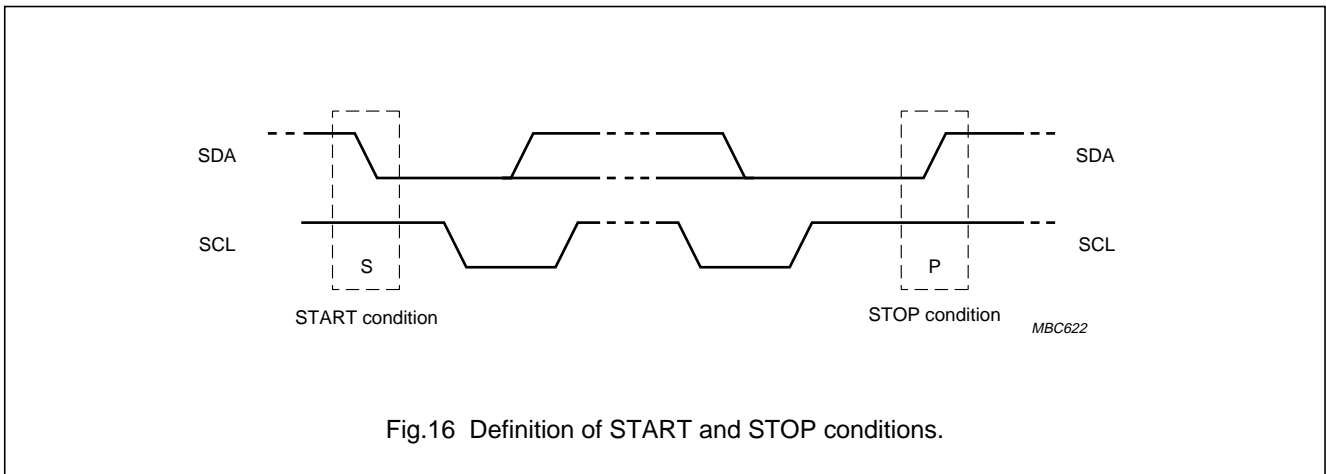 SDA
SDA
SCL
SCL
S
P
START condition
STOP condition
MBC622
Fig.16 Definition of START and STOP conditions.